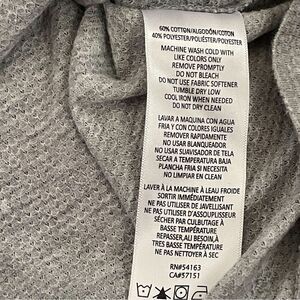 60% COTTON/ALGODÓN/COTON
40% POLYESTER/POLIÉSTER/POLYESTER
MACHINE WASH COLD WITH
LIKE COLORS ONLY
REMOVE PROMPTLY
DO NOT BLEACH
DO NOT USE FABRIC SOFTENER
TUMBLE DRY LOW
COOL IRON WHEN NEEDED
DO NOT DRY CLEAN
LAVAR A MAQUINA CON AGUA
FRIA Y CON COLORES IGUALES
REMOVER RAPIDAMENTE
NO USAR BLANQUEADOR
NO USAR SUAVISADOR DE TELA
SECAR A TEMPERATURA BAJA
PLANCHA FRIA SI NECESITA
NO LIMPIAR EN CLEAN
LAVER À LA MACHINE À L'EAU FROIDE
SORTIR IMMÉDIATEMENT
NE PAS UTILISER DE JAVELLISANT
NE PAS UTILISER D'ASSOUPLISSEUR
SÉCHER PAR CULBUTAGE À
BASSE TEMPÉRATURE
REPASSER,AU BESOIN,À
TRES BASSE TEMPÉRATURE
NE PAS NETTOYER À SEC
RN#54163
CA#57151